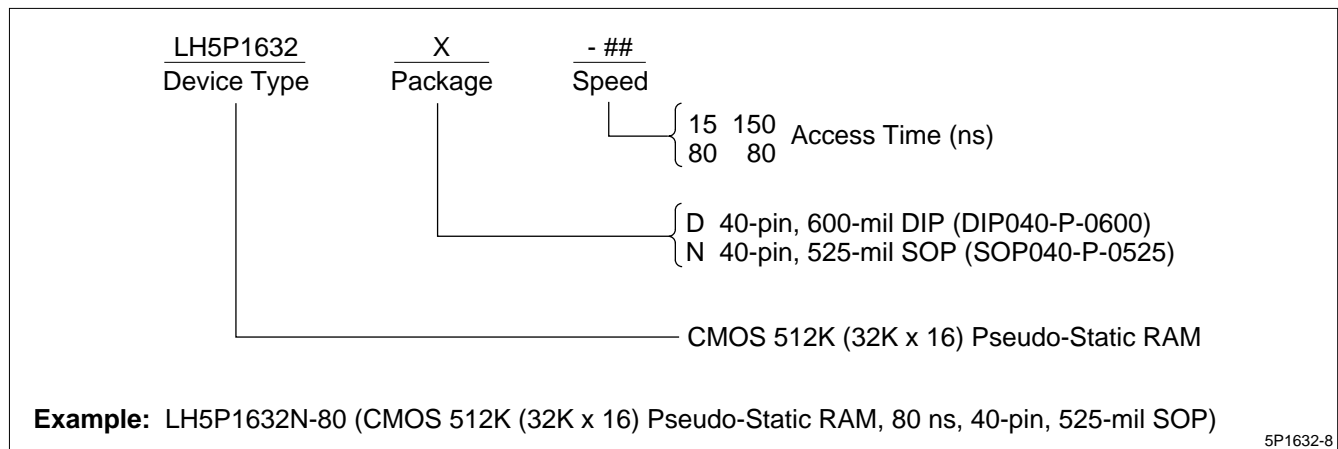 LH5P1632 X - ##
Device Type Package Speed
15 150
80 80
Access Time (ns)
D 40-pin, 600-mil DIP (DIP040-P-0600)
N 40-pin, 525-mil SOP (SOP040-P-0525)
CMOS 512K (32K x 16) Pseudo-Static RAM
Example: LH5P1632N-80 (CMOS 512K (32K x 16) Pseudo-Static RAM, 80 ns, 40-pin, 525-mil SOP)
5P1632-8